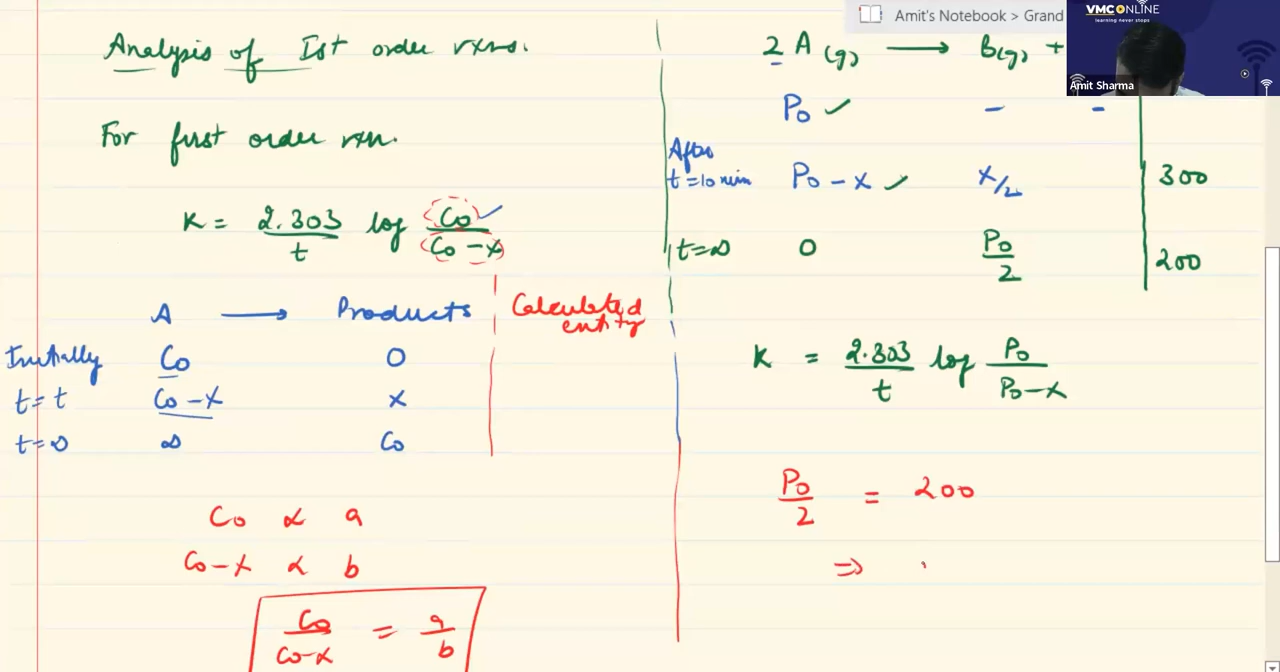 Amit's Notebook > Grand
VMC ONLINE
learning never stops
Amit Sharma
Analysis of Ist order rxns.
For first order rxn.
K = 2.303/t log Co/(Co-x)
A → Products
Calculated entity
Initially Co 0
t=t Co-x x
t=∞ ∞ Co
Co ∝ a
Co-x ∝ b
Co/(Co-x) = a/b
2A(g) → B(g) +
Po ✓ - -
After
t=10min Po-x ✓ x/2 300
t=∞ 0 Po/2 200
K = 2.303/t log Po/(Po-x)
Po/2 = 200
⇒